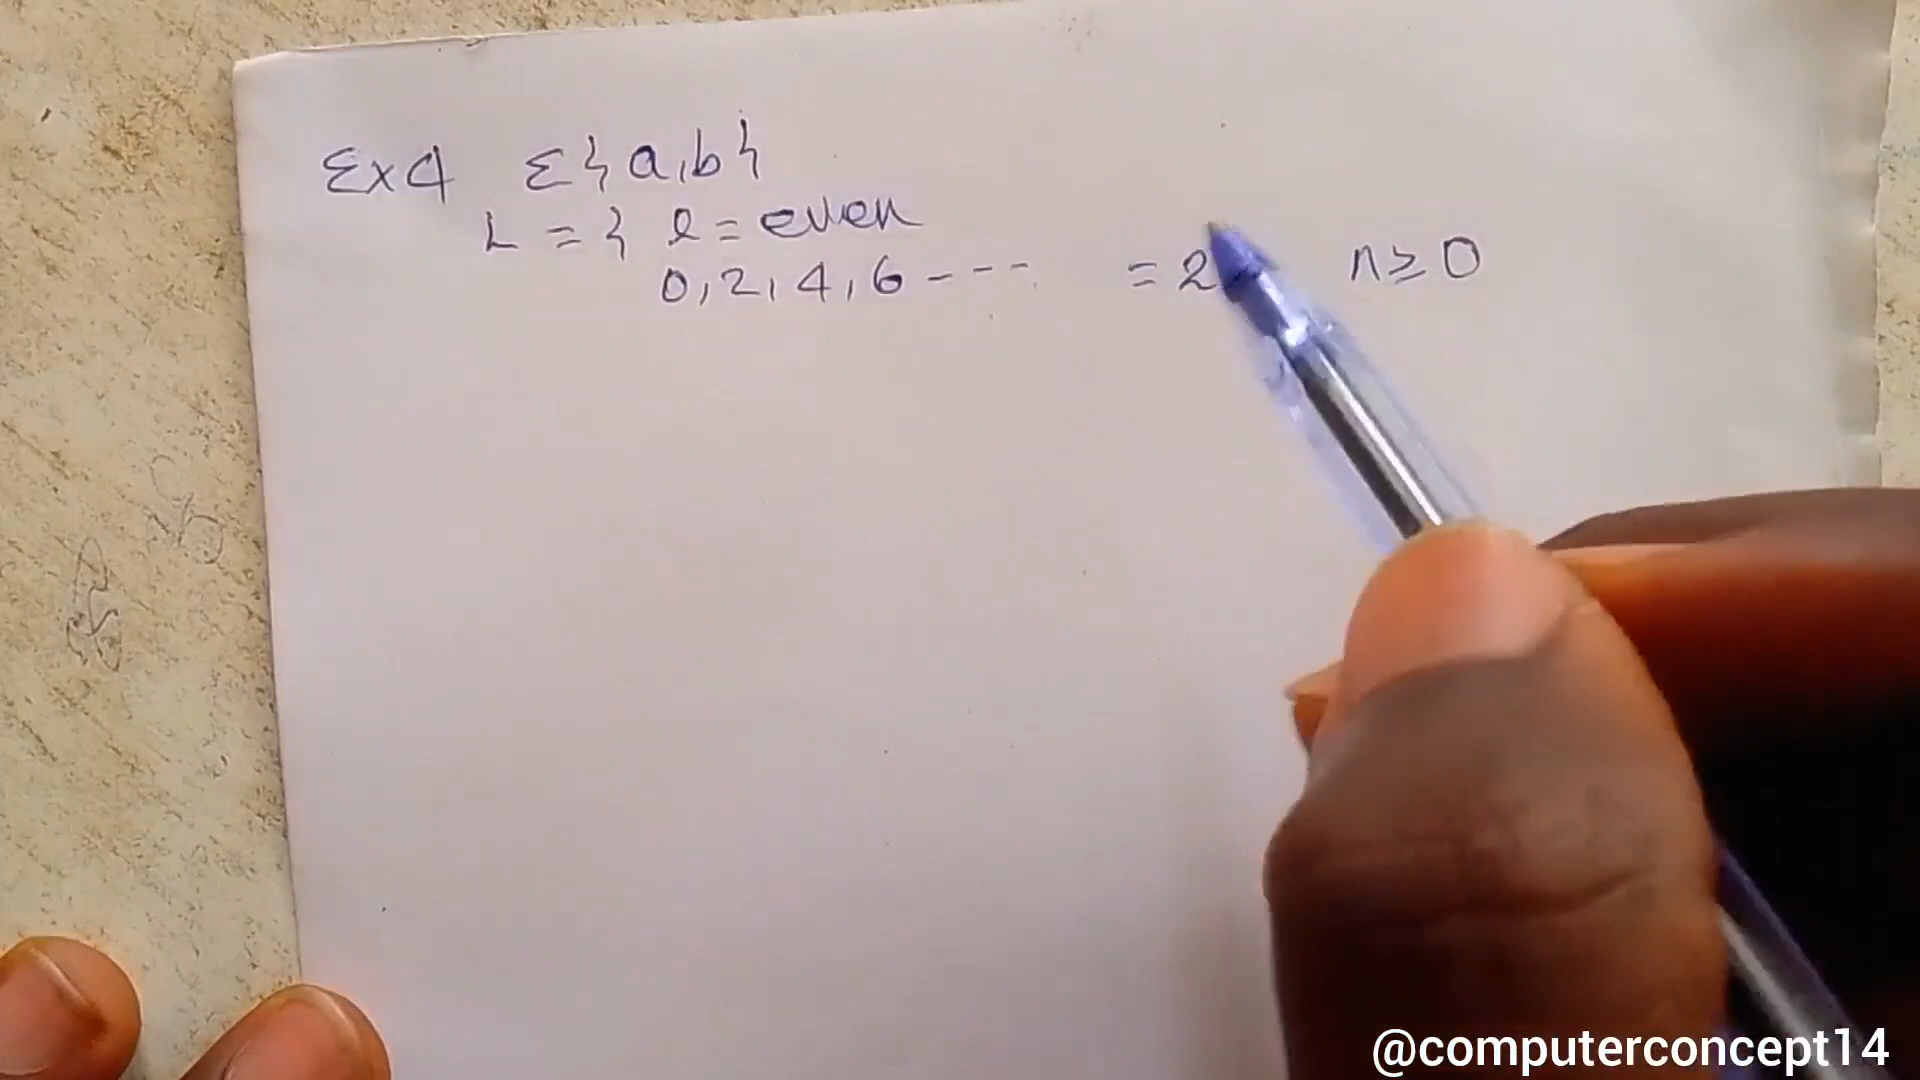 Ex4 Σ{a,b}
L = { l = even
0, 2, 4, 6 - - - = 2 n ≥ 0
@computerconcept14